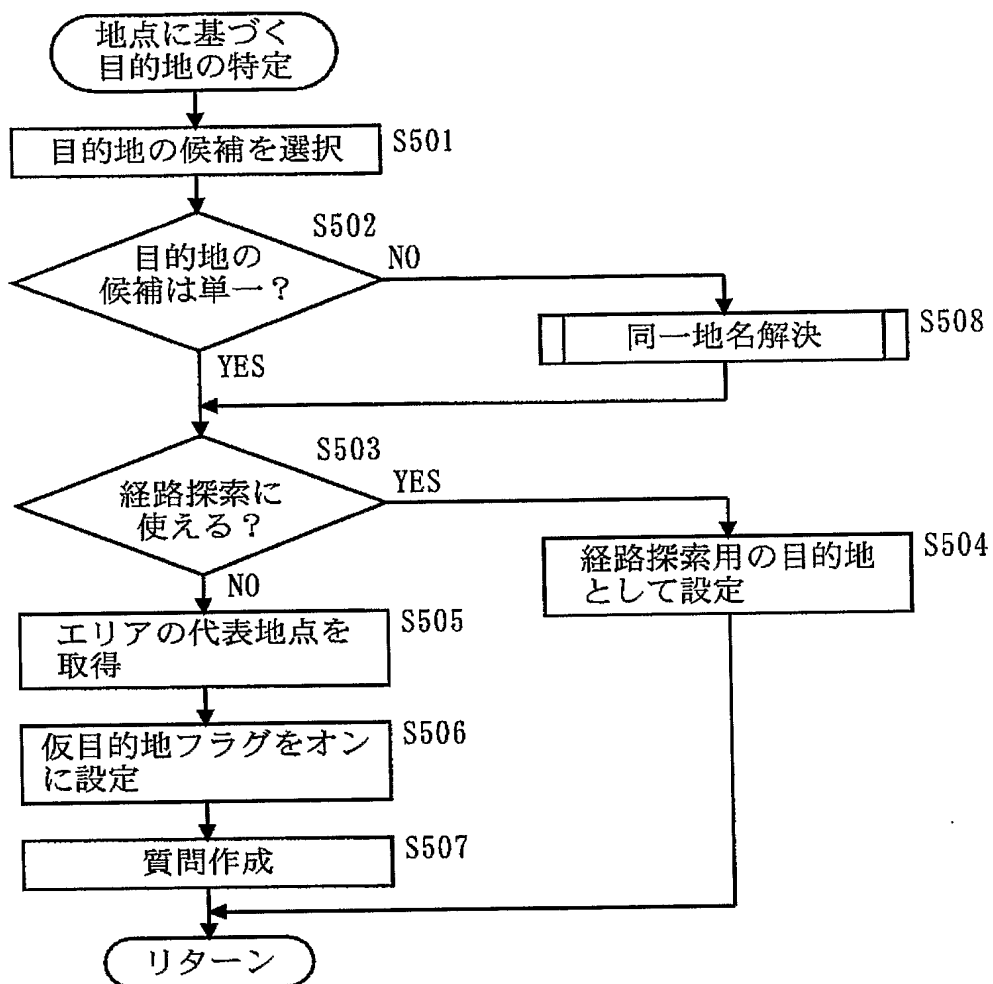 地点に基づく
目的地の特定
目的地の候補を選択
S501
S502
目的地の
候補は単一？
NO
YES
同一地名解決
S508
S503
経路探索に
使える？
YES
NO
経路探索用の目的地
として設定
S504
エリアの代表地点を
取得
S505
仮目的地フラグをオン
に設定
S506
質問作成
S507
リターン